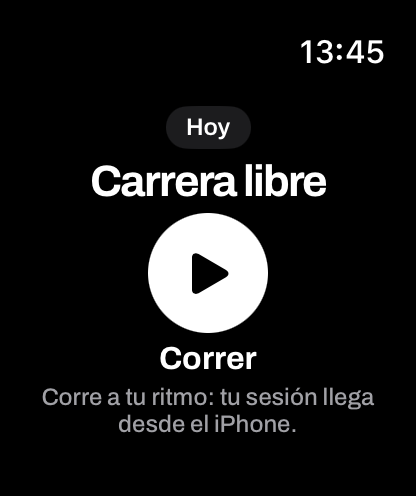 13:45
Hoy
Carrera libre
Correr
Corre a tu ritmo: tu sesión llega
desde el iPhone.